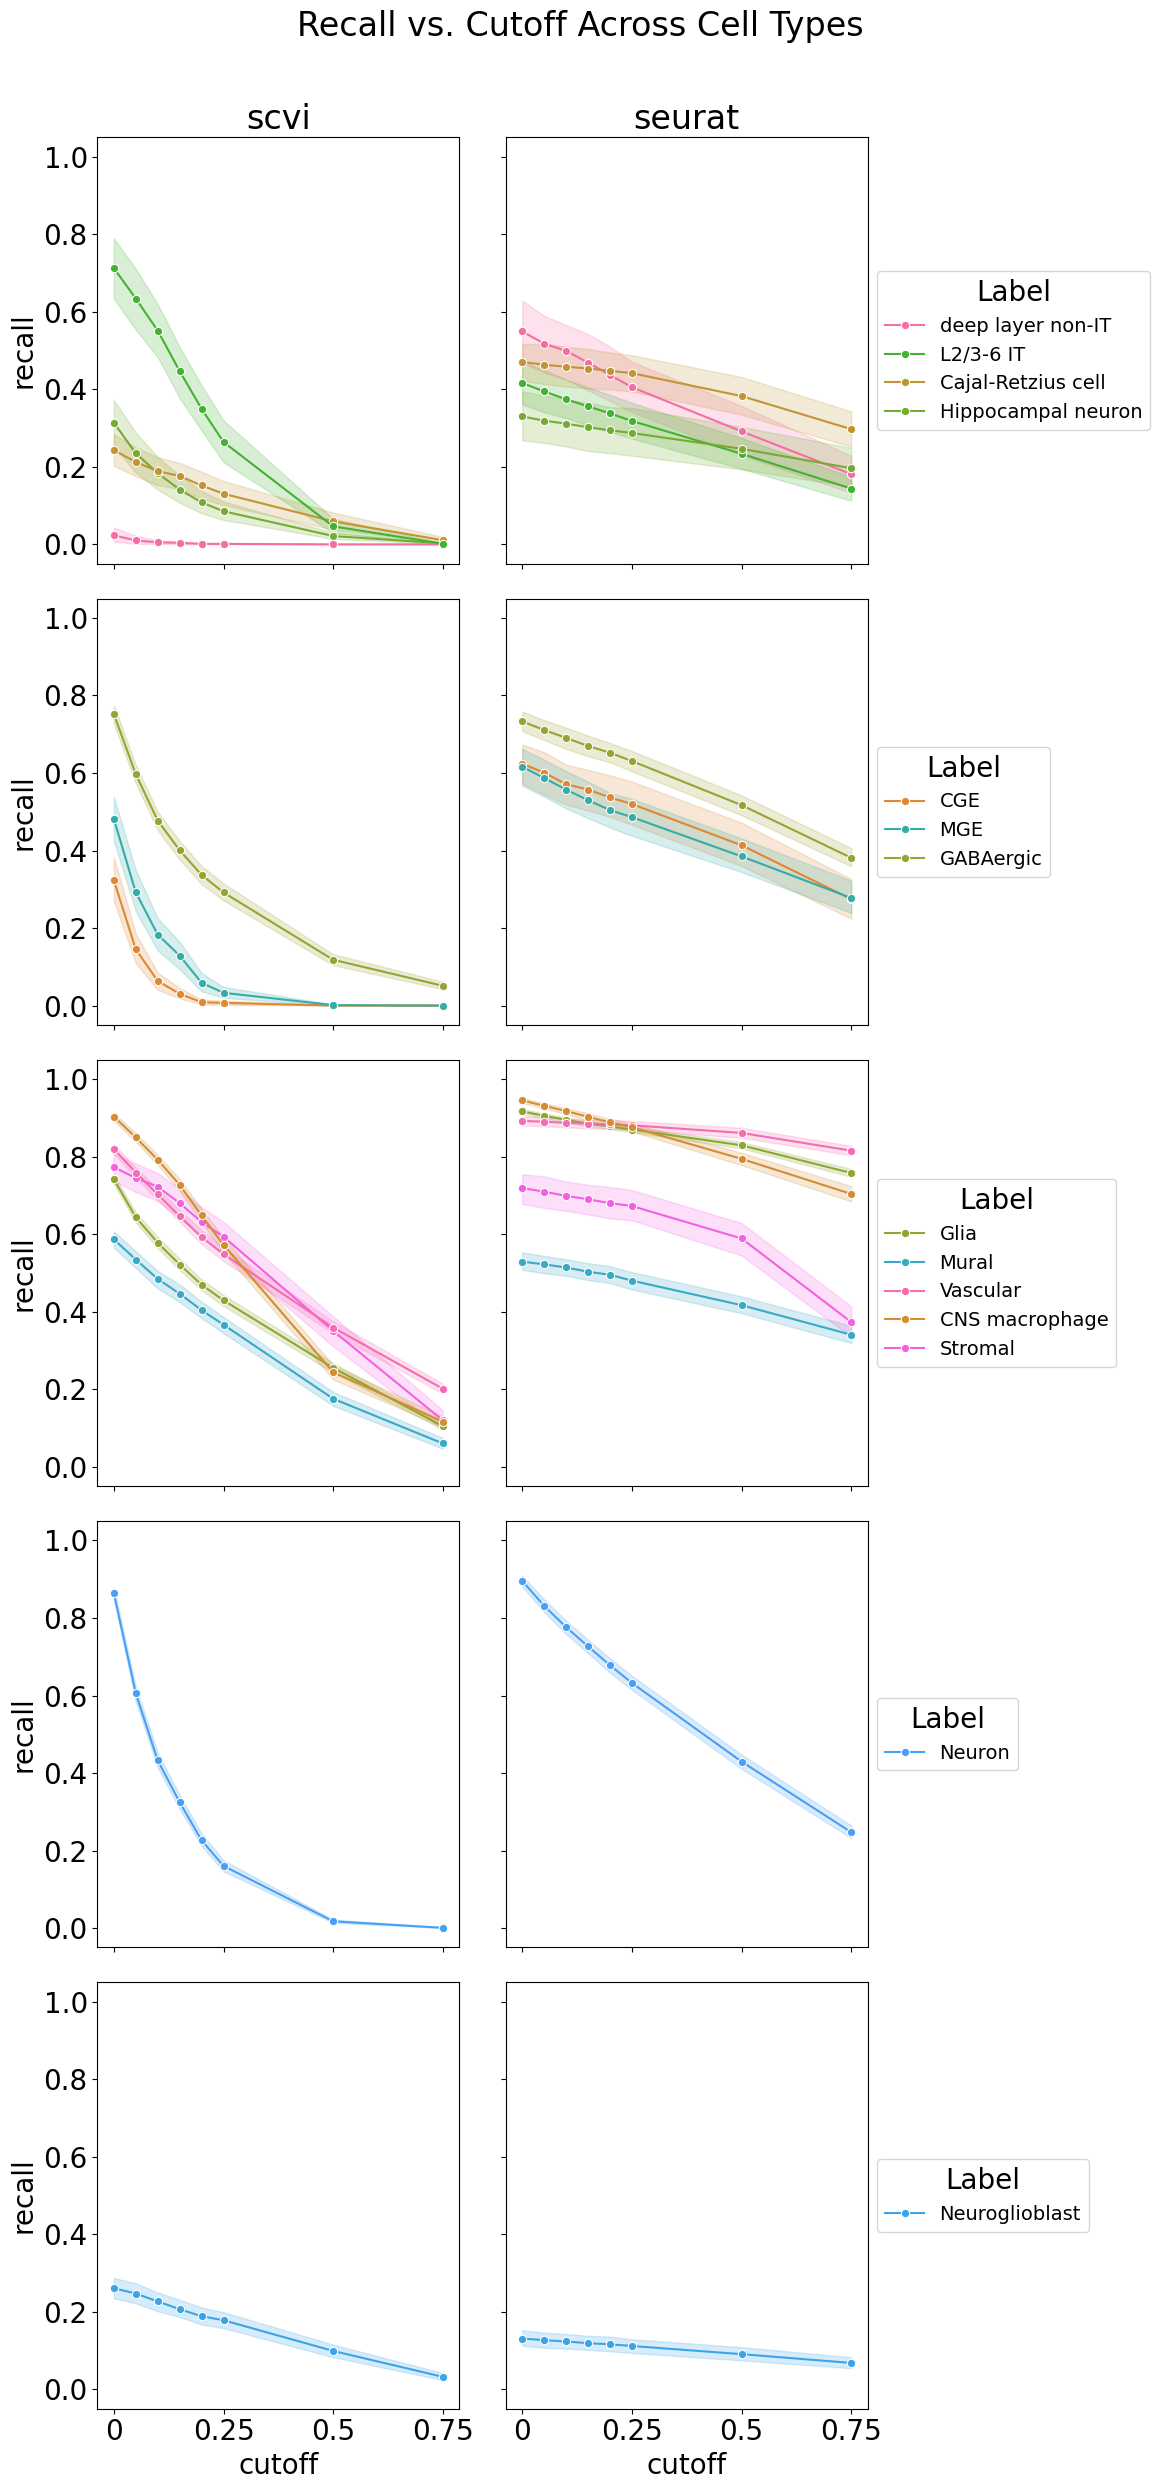 Recall vs. Cutoff Across Cell Types
scvi
seurat
1.0
0.8
0.6
0.4
0.2
0.0
recall
Label
deep layer non-IT
L2/3-6 IT
Cajal-Retzius cell
Hippocampal neuron
1.0
0.8
0.6
0.4
0.2
0.0
recall
Label
CGE
MGE
GABAergic
1.0
0.8
0.6
0.4
0.2
0.0
recall
Label
Glia
Mural
Vascular
CNS macrophage
Stromal
1.0
0.8
0.6
0.4
0.2
0.0
recall
Label
Neuron
1.0
0.8
0.6
0.4
0.2
0.0
recall
Label
Neuroglioblast
0 0.25 0.5 0.75
cutoff
0 0.25 0.5 0.75
cutoff